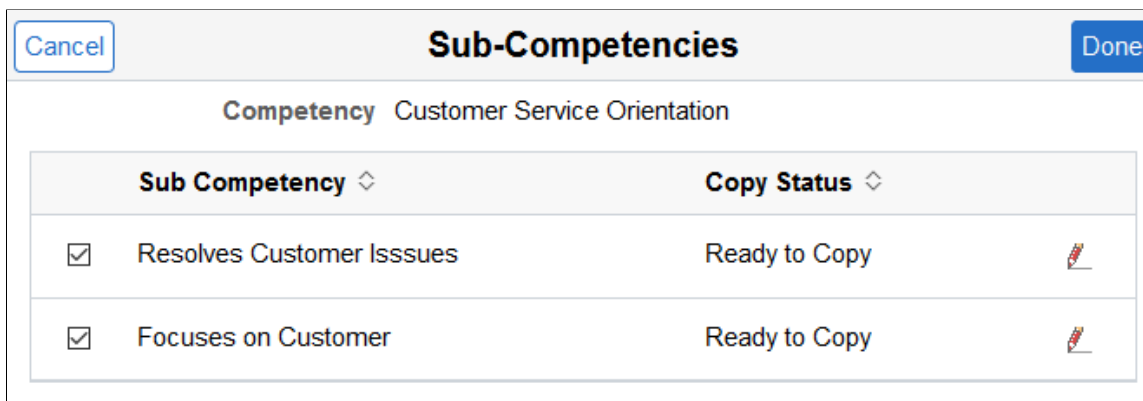 Cancel Sub-Competencies Done
Competency Customer Service Orientation
Sub Competency Copy Status
Resolves Customer Isssues Ready to Copy
Focuses on Customer Ready to Copy